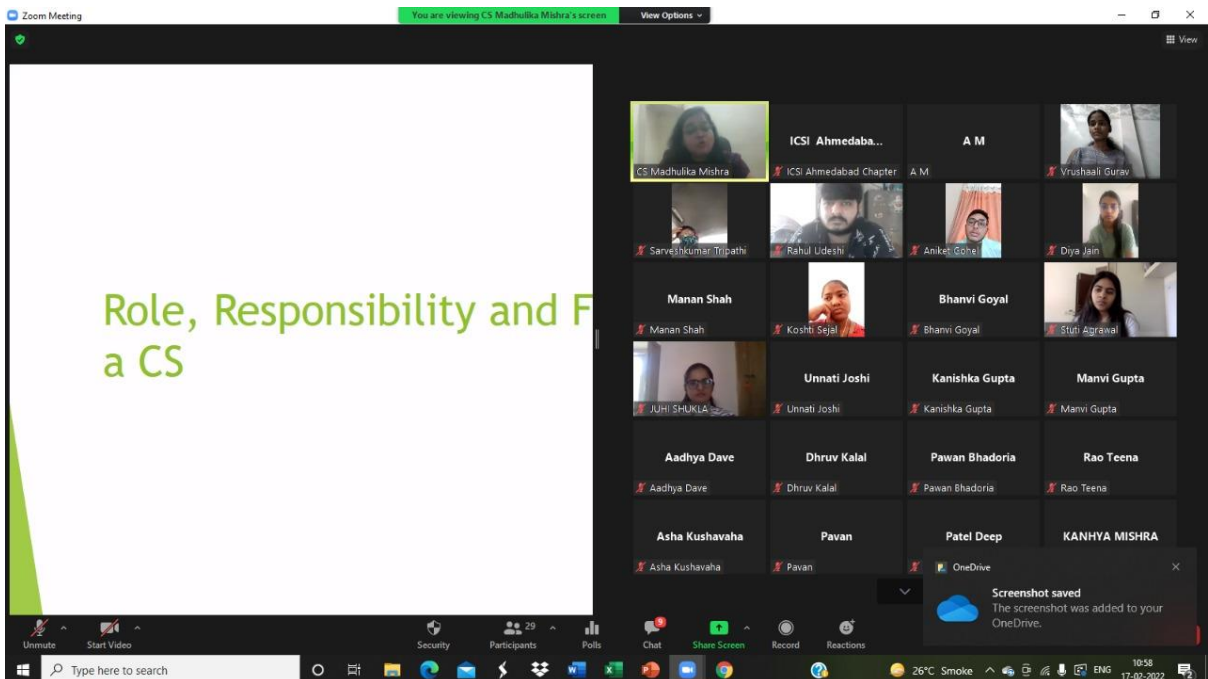 Zoom Meeting
You are viewing CS Madhulika Mishra's screen
View Options
View
Role, Responsibility and F
a CS
ICSI Ahmedaba...
A M
CS Madhulika Mishra
ICSI Ahmedabad Chapter
A M
Vrushaali Gurav
Sarveshkumar Tripathi
Rahul Udeshi
Aniket Gohel
Diya Jain
Manan Shah
Bhanvi Goyal
Manan Shah
Koshti Sejal
Bhanvi Goyal
Stuti Agrawal
Unnati Joshi
Kanishka Gupta
Manvi Gupta
JUHI SHUKLA
Unnati Joshi
Kanishka Gupta
Manvi Gupta
Aadhya Dave
Dhruv Kalal
Pawan Bhadoria
Rao Teena
Aadhya Dave
Dhruv Kalal
Pawan Bhadoria
Rao Teena
Asha Kushavaha
Pavan
Patel Deep
KANHYA MISHRA
Asha Kushavaha
Pavan
OneDrive
Screenshot saved
The screenshot was added to your
OneDrive.
Unmute
Start Video
Security
29
Participants
Polls
9
Chat
Share Screen
Record
Reactions
Type here to search
26°C Smoke
ENG
10:58
17-02-2022
2